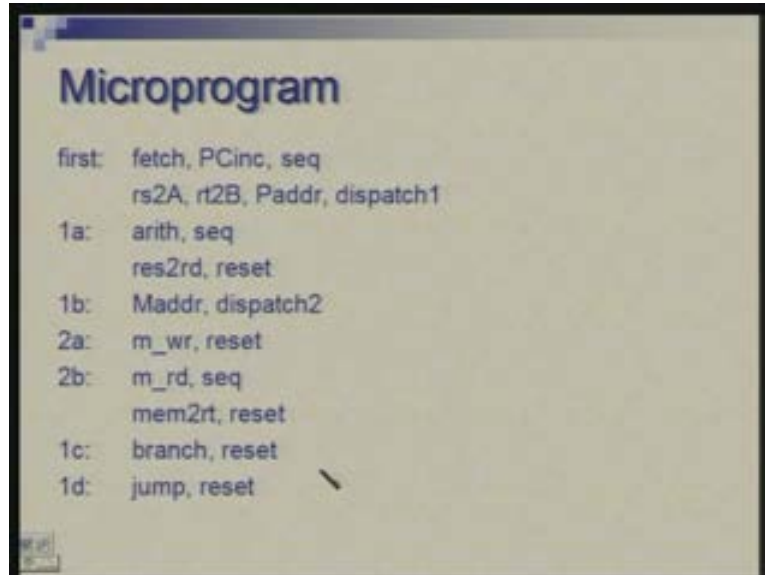 Microprogram
first: fetch, PCinc, seq
rs2A, rt2B, Paddr, dispatch1
1a: arith, seq
res2rd, reset
1b: Maddr, dispatch2
2a: m_wr, reset
2b: m_rd, seq
mem2rt, reset
1c: branch, reset
1d: jump, reset